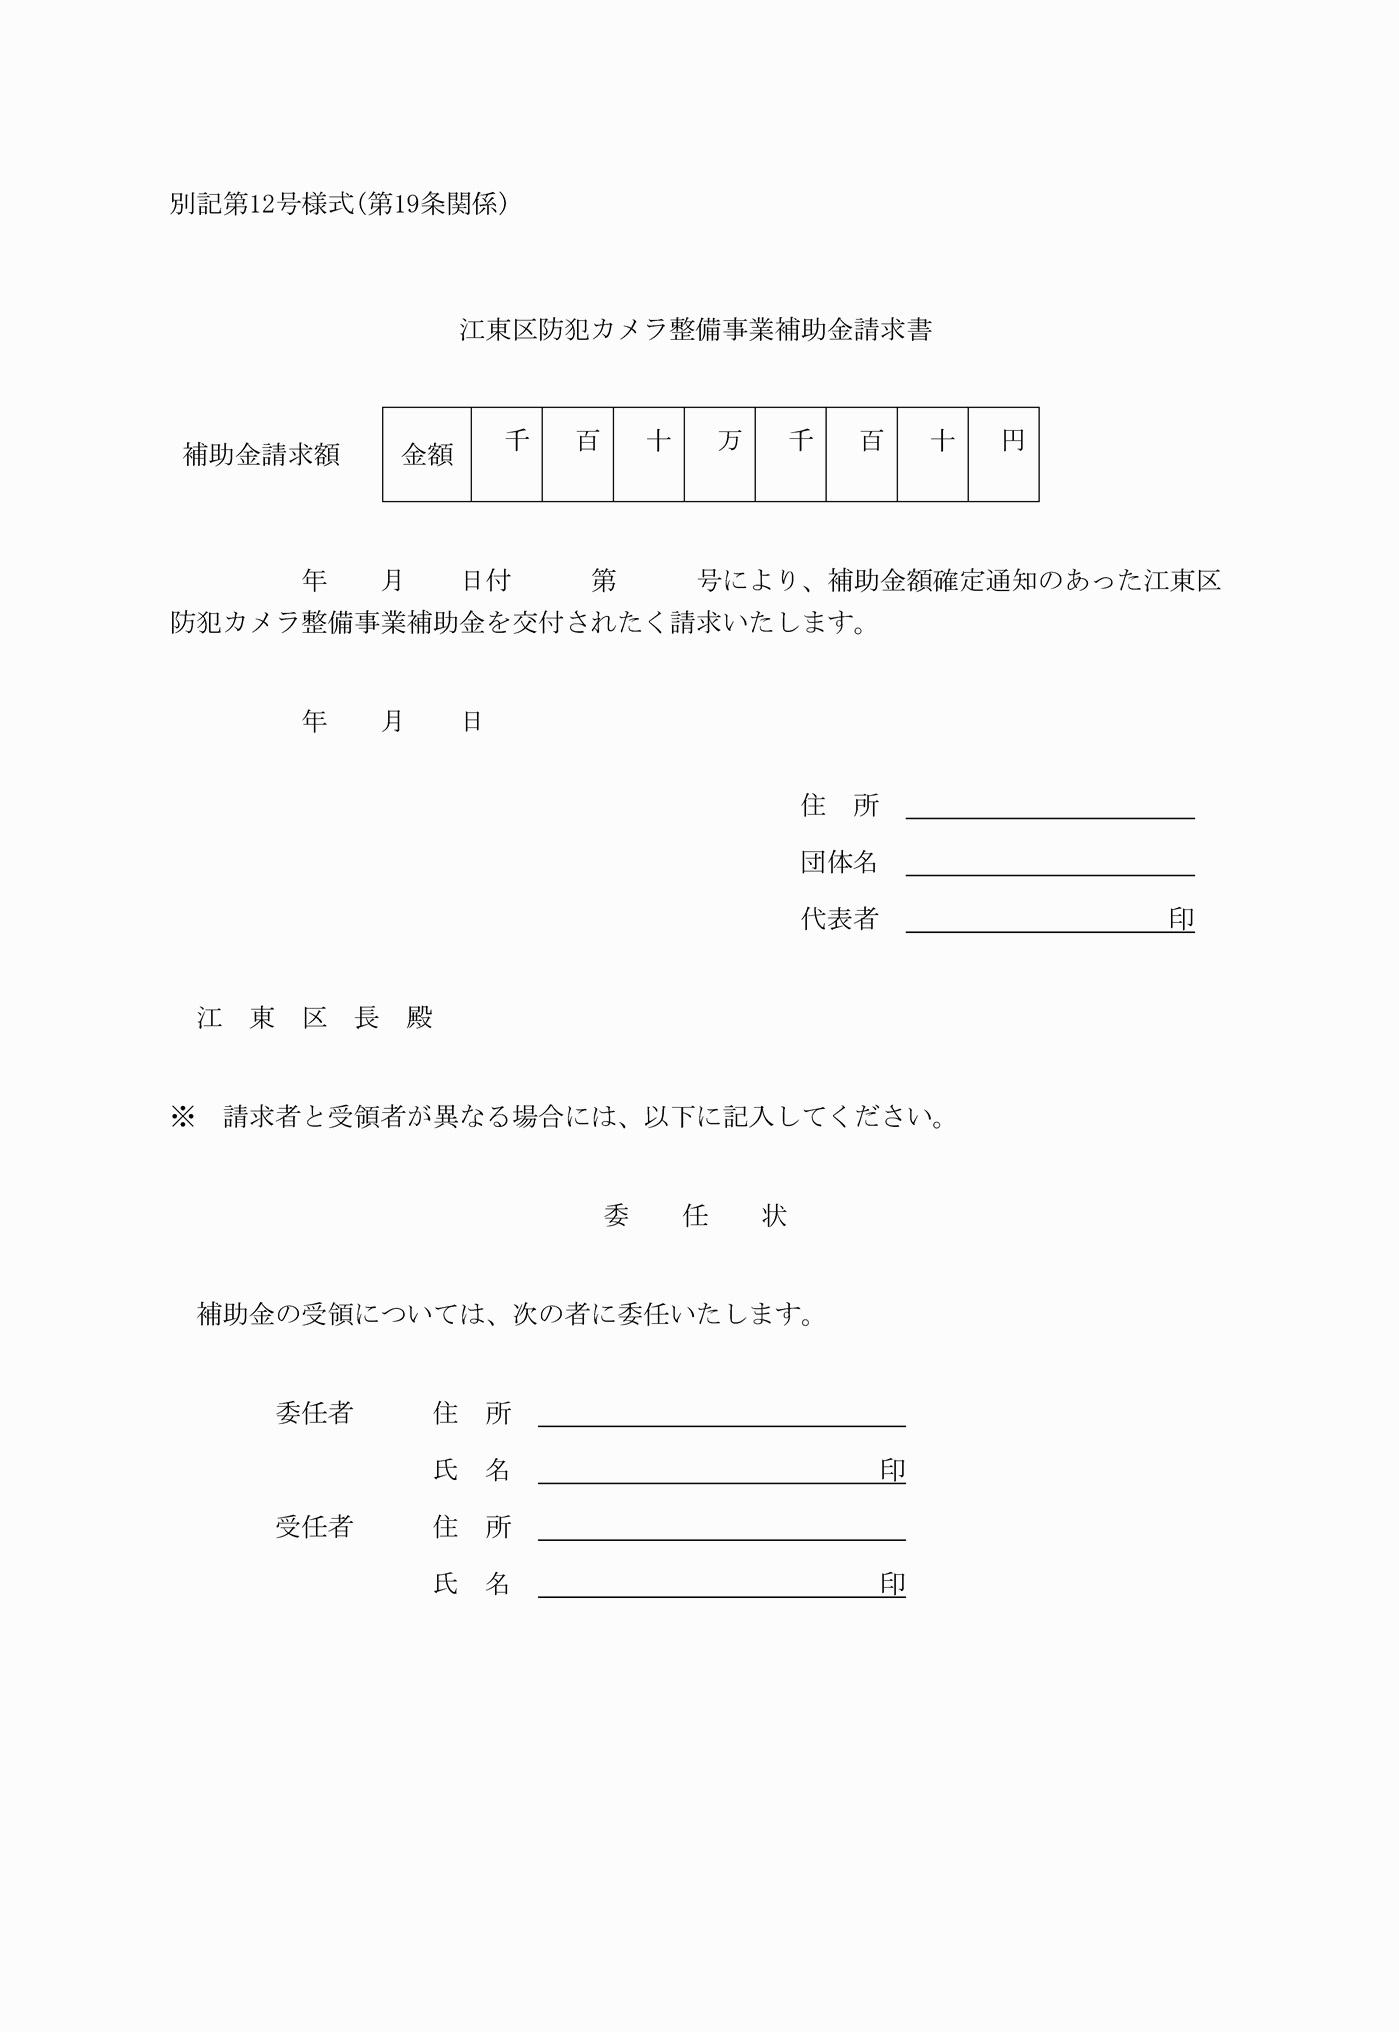 別記第12号様式（第19条関係）
江東区防犯カメラ整備事業補助金請求書
補助金請求額　金額　千　百　十　万　千　百　十　円
年　　月　　日付　　　第　　　号により、補助金額確定通知のあった江東区
防犯カメラ整備事業補助金を交付されたく請求いたします。
年　　月　　日
住　所
団体名
代表者　　　　　　　　　　印
江　東　区　長　殿
※　請求者と受領者が異なる場合には、以下に記入してください。
委　　任　　状
補助金の受領については、次の者に委任いたします。
委任者　　　住　所
氏　名　　　　　　　　　　印
受任者　　　住　所
氏　名　　　　　　　　　　印